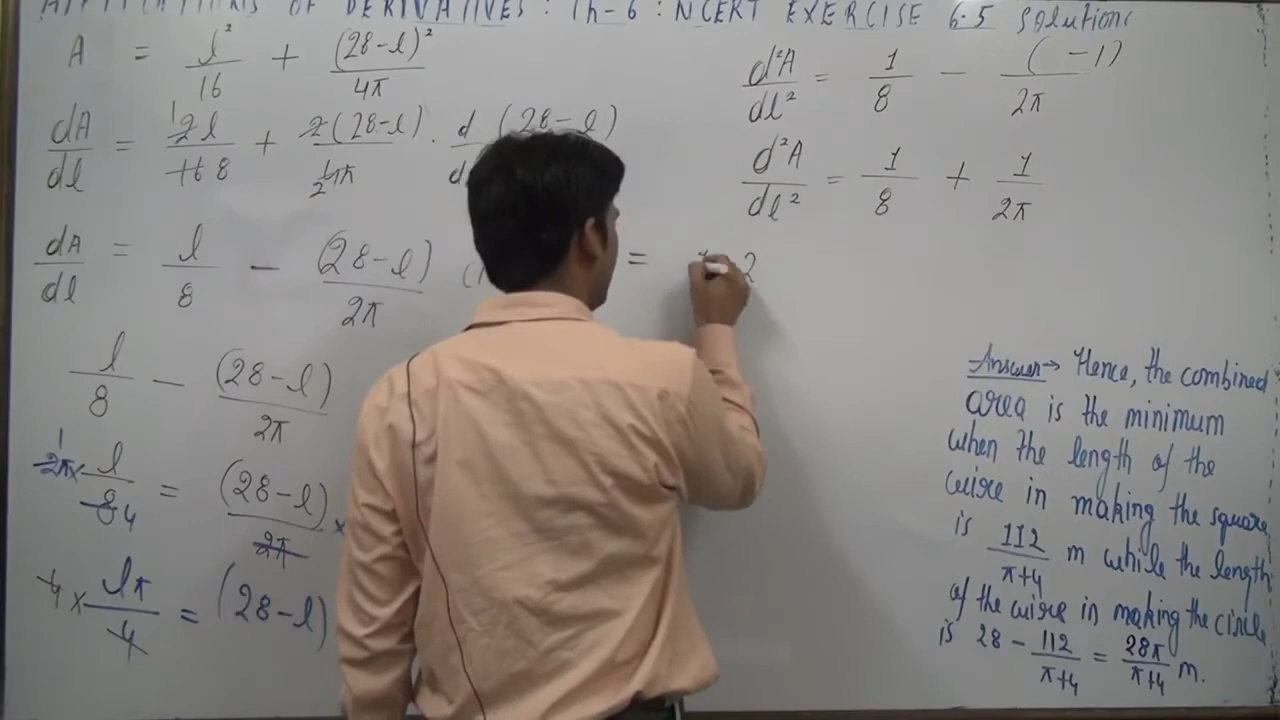 APPLICATIONS OF DERIVATIVES : Ch-6 : NCERT EXERCISE 6.5 Solutions
A = l²/16 + (28-l)²/4π
dA/dl = 2l/16 8 + 2(28-l)/4π 2 · d (28-l)
dA/dl = l/8 - (28-l)/2π
l/8 - (28-l)/2π
2π × l/8 4 = (28-l)/2π ×
4 × lπ/4 = (28-l)
d²A/dl² = 1/8 - (-1)/2π
d²A/dl² = 1/8 + 1/2π
= 2
Answer → Hence, the combined
area is the minimum
when the length of the
wire in making the square
is 112/π+4 m while the length
of the wire in making the circle
is 28 - 112/π+4 = 28π/π+4 m.